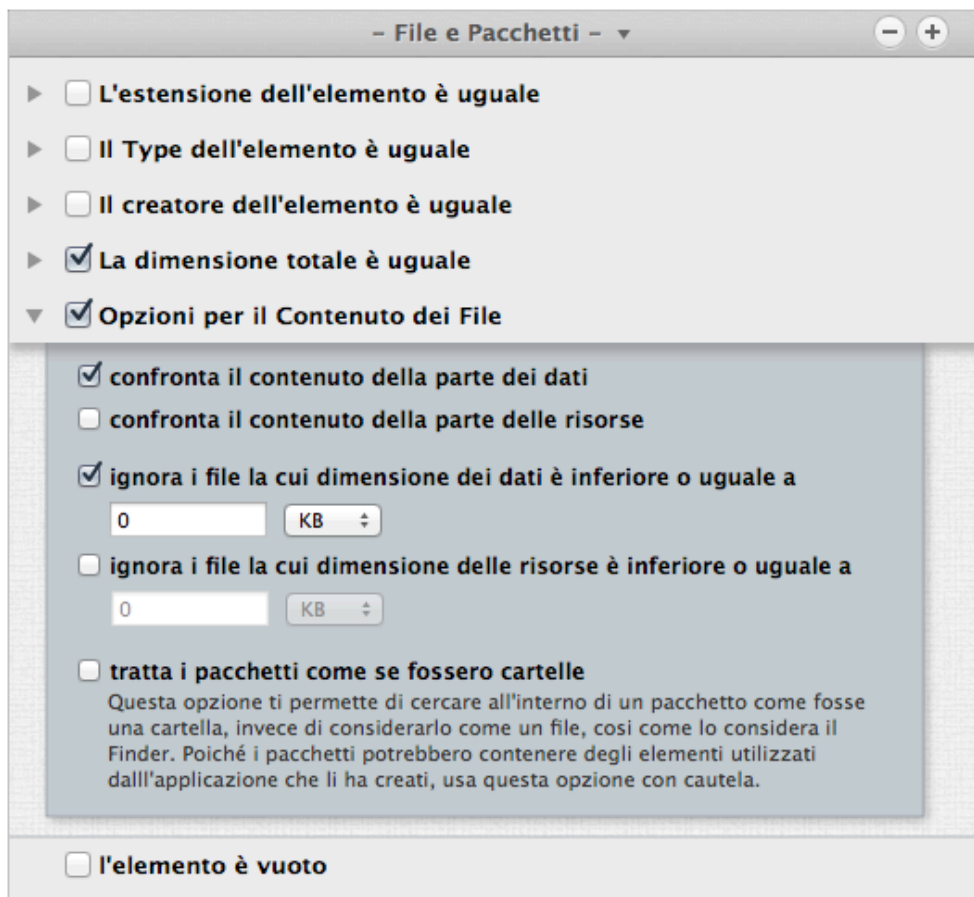 – File e Pacchetti –
L'estensione dell'elemento è uguale
Il Type dell'elemento è uguale
Il creatore dell'elemento è uguale
La dimensione totale è uguale
Opzioni per il Contenuto dei File
confronta il contenuto della parte dei dati
confronta il contenuto della parte delle risorse
ignora i file la cui dimensione dei dati è inferiore o uguale a
0 KB
ignora i file la cui dimensione delle risorse è inferiore o uguale a
0 KB
tratta i pacchetti come se fossero cartelle
Questa opzione ti permette di cercare all'interno di un pacchetto come fosse
una cartella, invece di considerarlo come un file, cosi come lo considera il
Finder. Poiché i pacchetti potrebbero contenere degli elementi utilizzati
dalll'applicazione che li ha creati, usa questa opzione con cautela.
l'elemento è vuoto